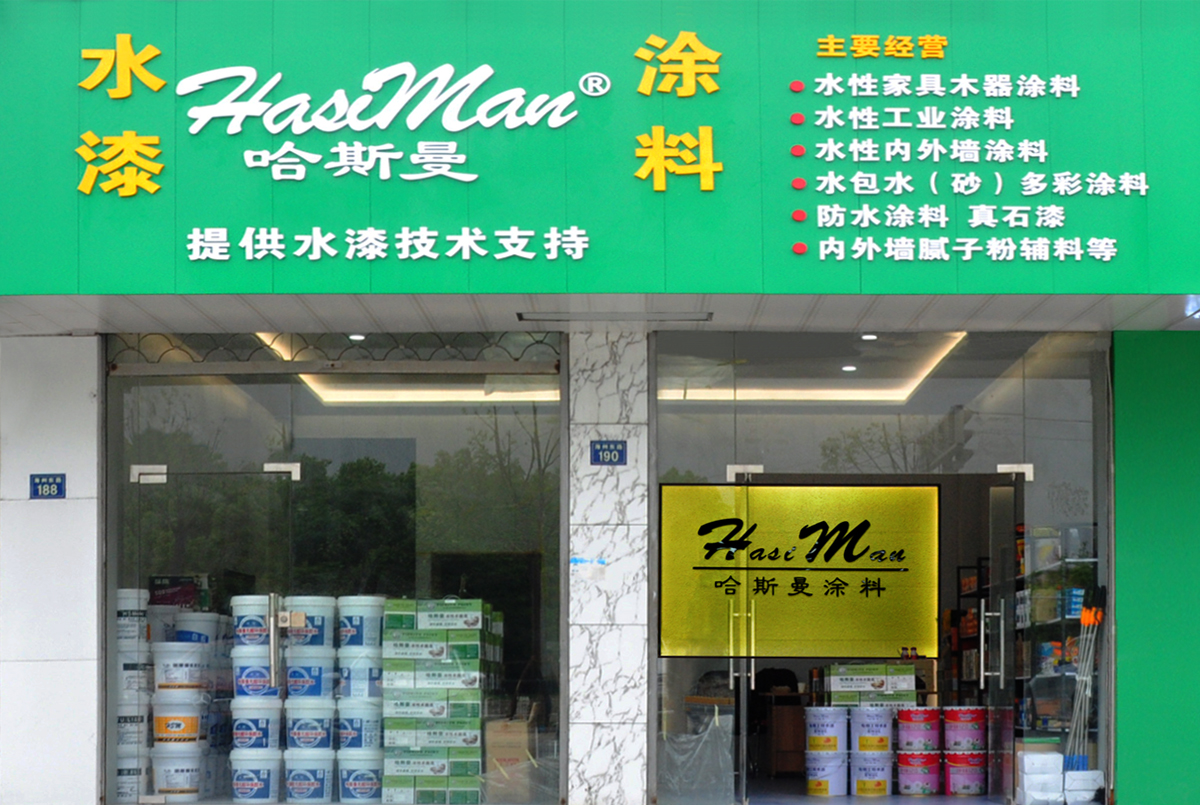 水漆
HasiMan®
哈斯曼
涂料
提供水漆技术支持
主要经营
水性家具木器涂料
水性工业涂料
水性内外墙涂料
水包水（砂）多彩涂料
防水涂料 真石漆
内外墙腻子粉辅料等
188
190
HasiMan
哈斯曼涂料